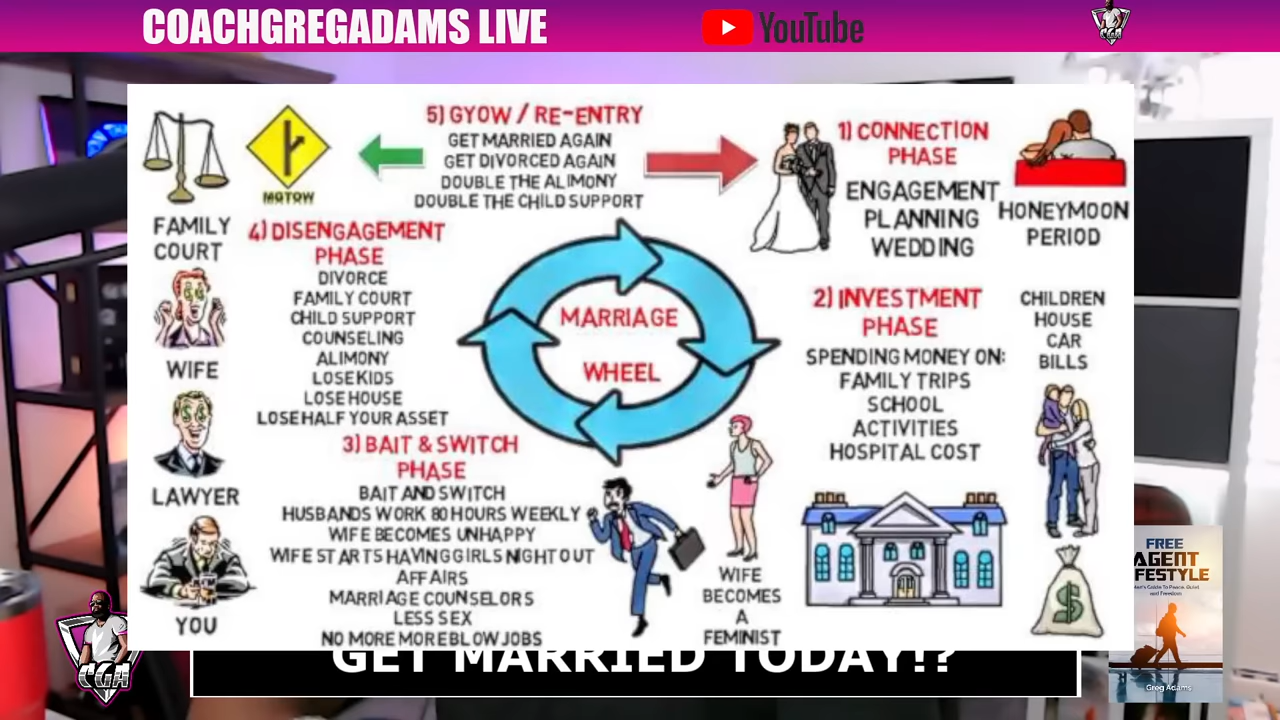 COACHGREGADAMS LIVE
YouTube
5) GYOW / RE-ENTRY
GET MARRIED AGAIN
GET DIVORCED AGAIN
DOUBLE THE ALIMONY
DOUBLE THE CHILD SUPPORT
MGTOW
1) CONNECTION
PHASE
ENGAGEMENT
PLANNING
WEDDING
HONEYMOON
PERIOD
FAMILY
COURT
4) DISENGAGEMENT
PHASE
DIVORCE
FAMILY COURT
CHILD SUPPORT
COUNSELING
ALIMONY
LOSE KIDS
LOSE HOUSE
LOSE HALF YOUR ASSET
MARRIAGE
WHEEL
2) INVESTMENT
PHASE
SPENDING MONEY ON:
FAMILY TRIPS
SCHOOL
ACTIVITIES
HOSPITAL COST
CHILDREN
HOUSE
CAR
BILLS
WIFE
LAWYER
YOU
3) BAIT & SWITCH
PHASE
BAIT AND SWITCH
HUSBANDS WORK 80 HOURS WEEKLY
WIFE BECOMES UNHAPPY
WIFE STARTS HAVING GIRLS NIGHT OUT
AFFAIRS
MARRIAGE COUNSELORS
LESS SEX
NO MORE MORE BLOW JOBS
WIFE
BECOMES
A
FEMINIST
$
GET MARRIED TODAY!?
CGA
FREE
AGENT
FESTYLE
and Freedom
Greg Adams